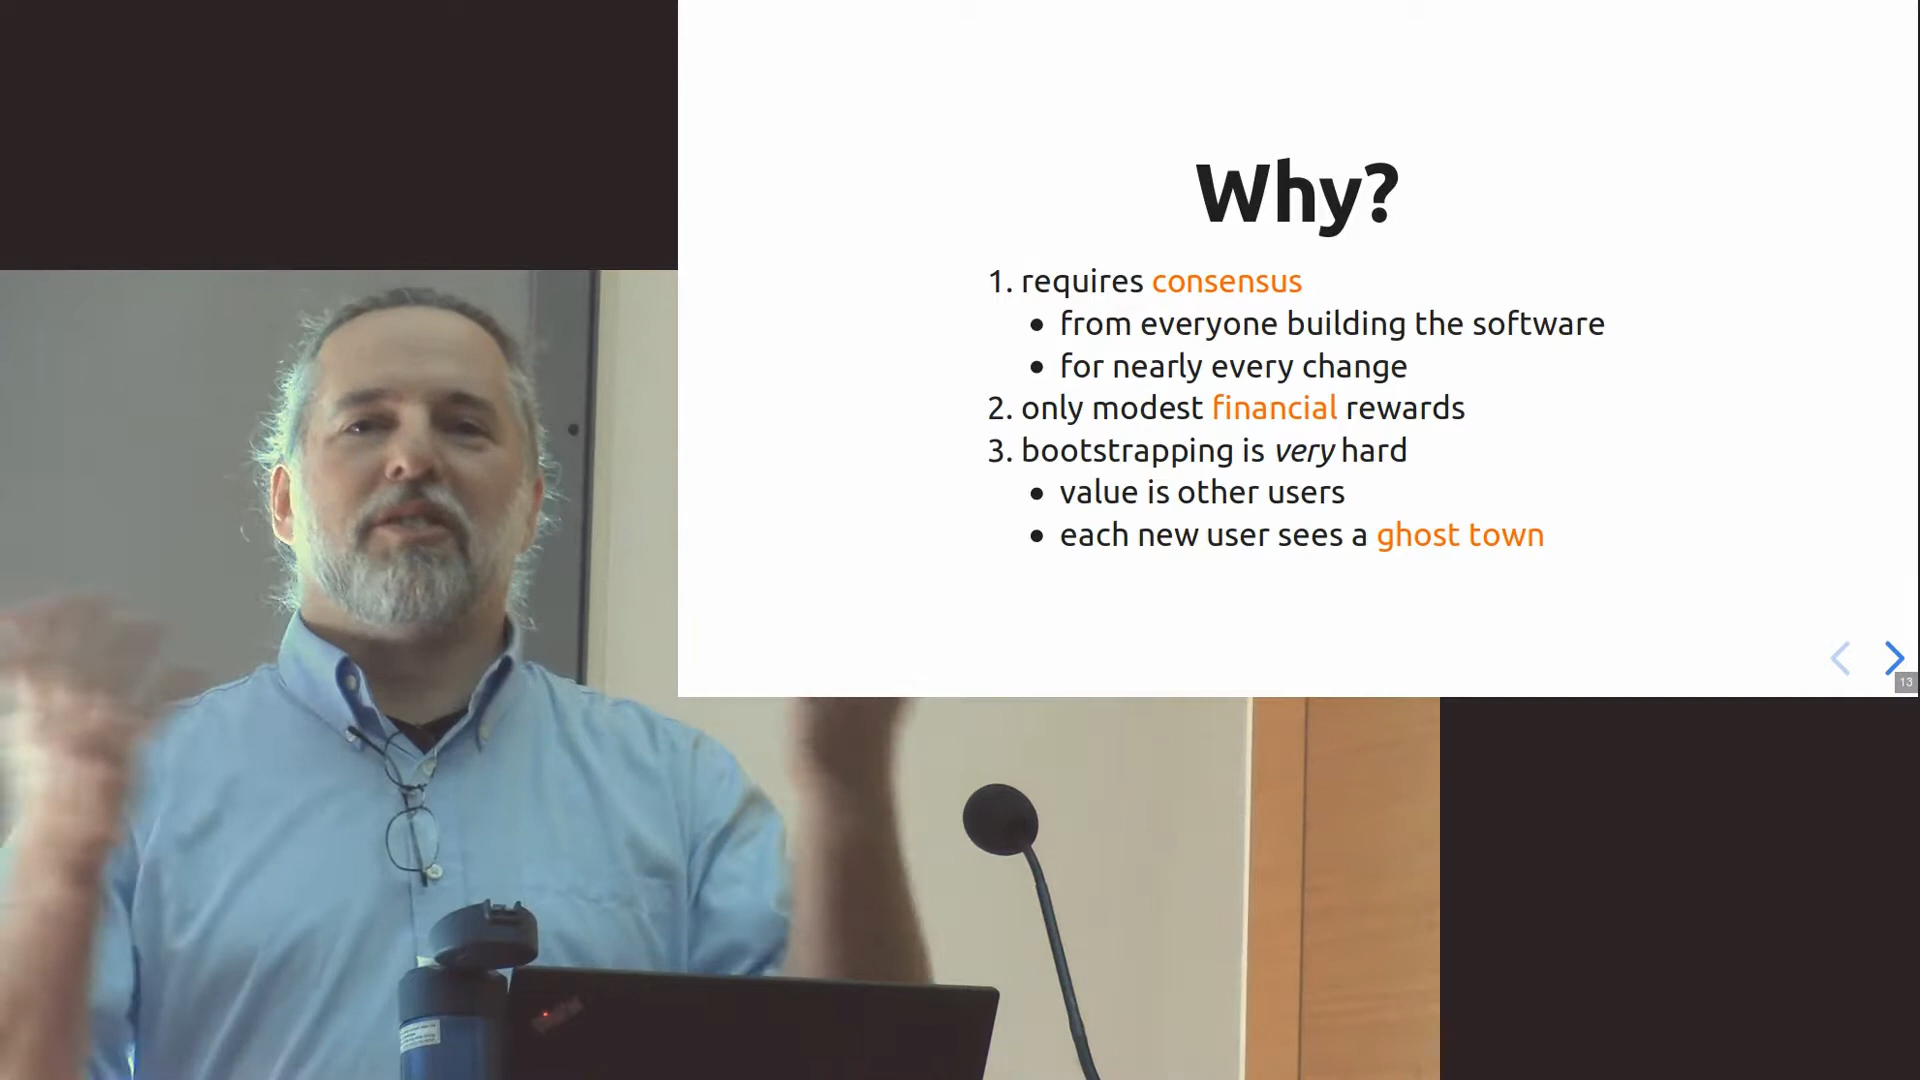 Why?
1. requires consensus
• from everyone building the software
• for nearly every change
2. only modest financial rewards
3. bootstrapping is very hard
• value is other users
• each new user sees a ghost town
13